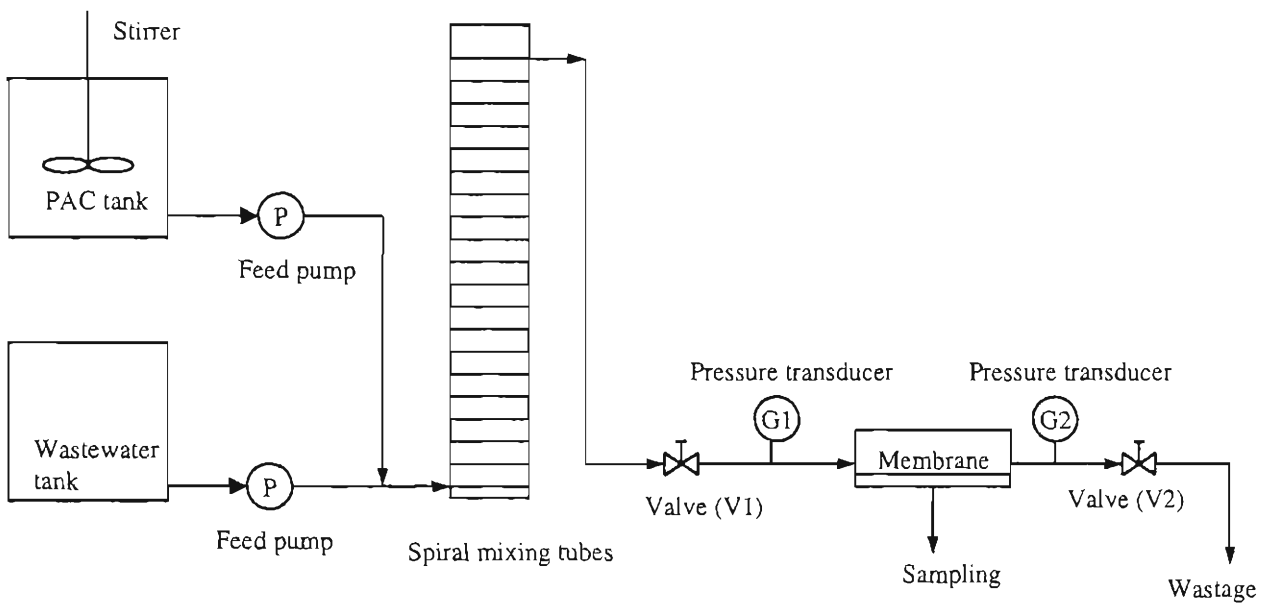 Stirrer
PAC tank
P
Feed pump
Wastewater
tank
P
Feed pump
Spiral mixing tubes
Pressure transducer
G1
Pressure transducer
G2
Membrane
Valve (V1)
Valve (V2)
Sampling
Wastage